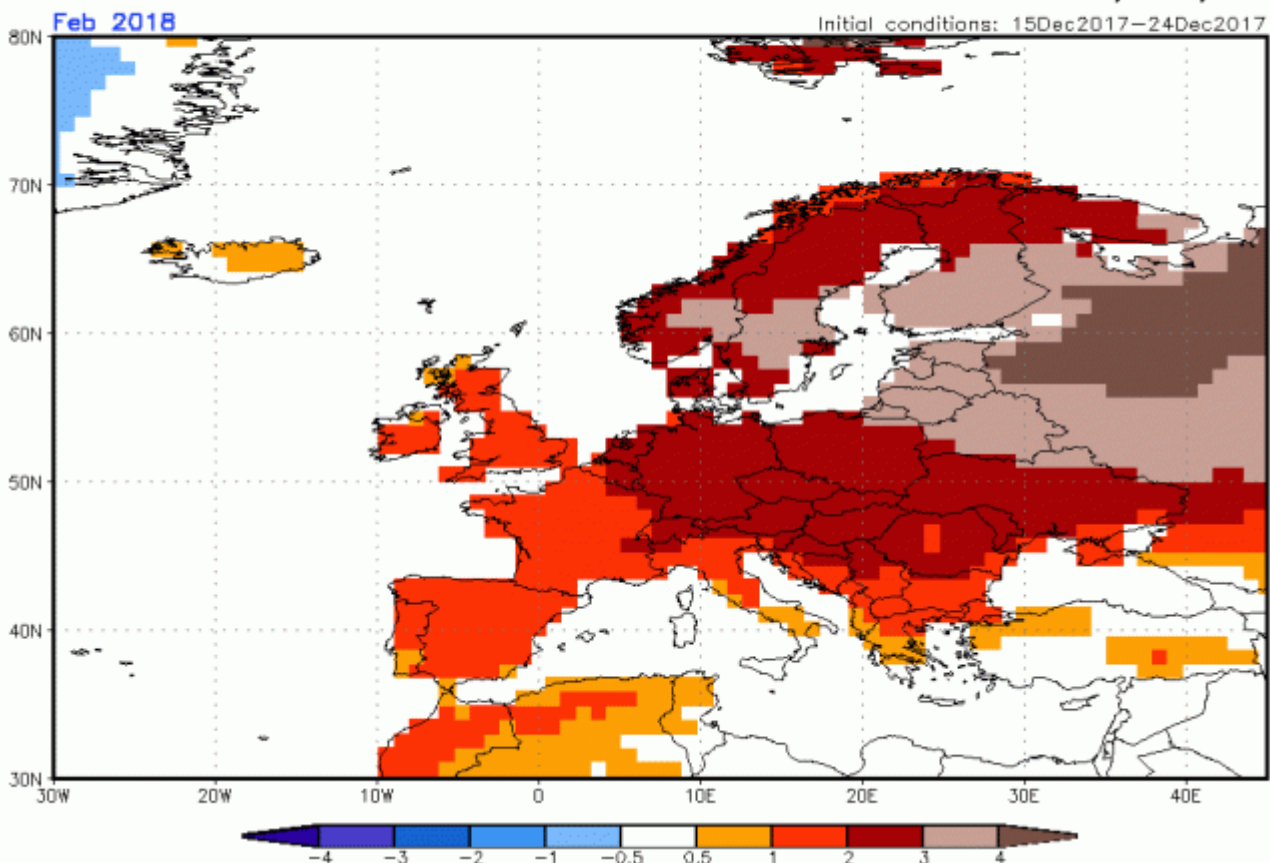 Feb 2018
Initial conditions: 15Dec2017–24Dec2017
80N
70N
60N
50N
40N
30N
30W 20W 10W 0 10E 20E 30E 40E
-4 -3 -2 -1 -0.5 0.5 1 2 3 4